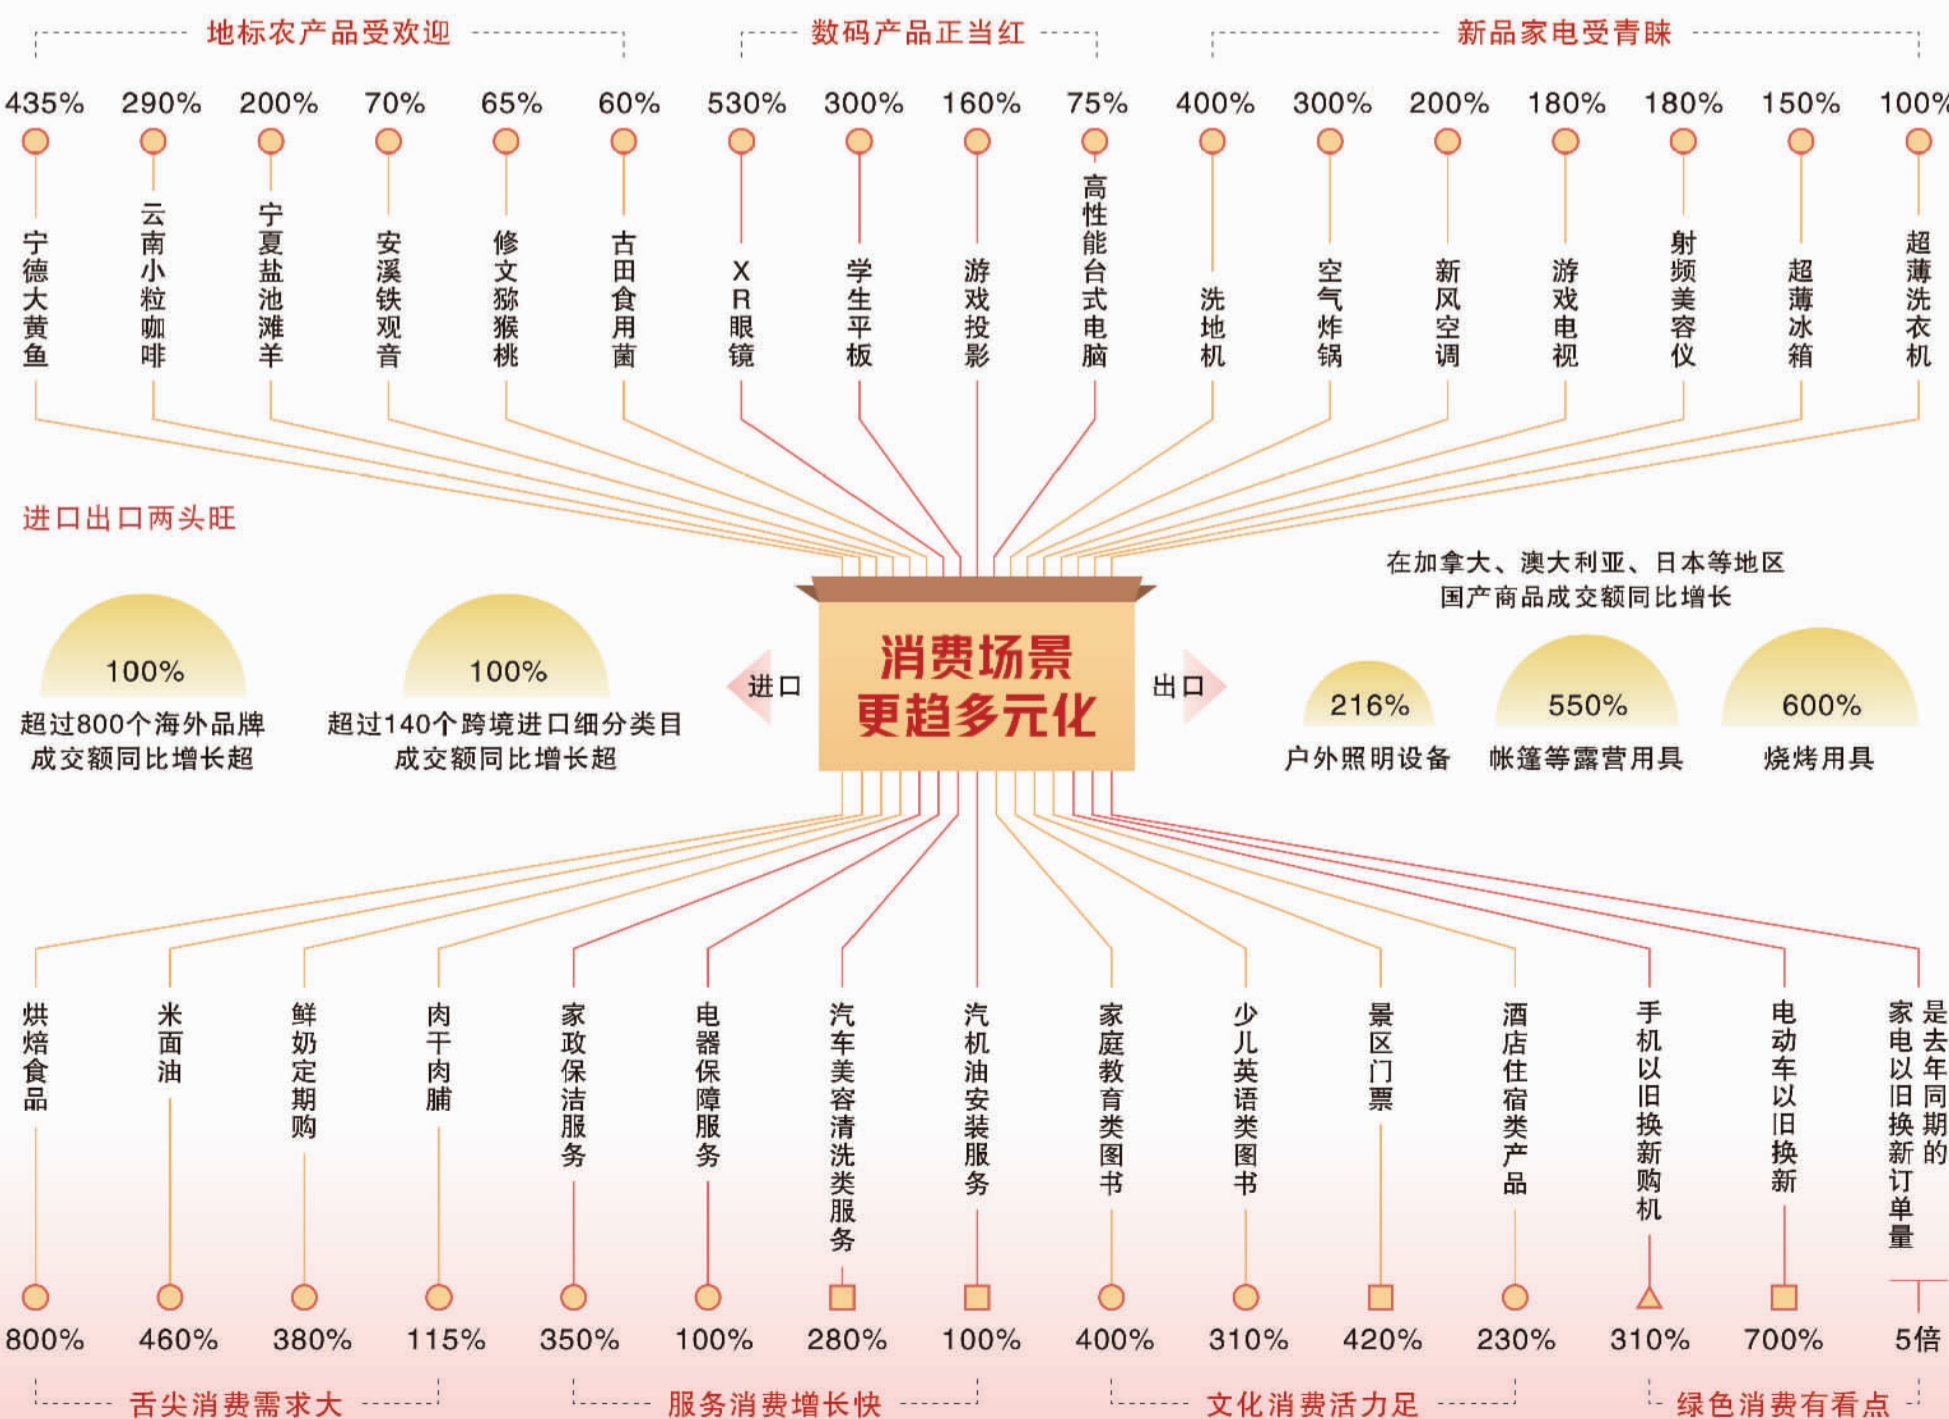 地标农产品受欢迎
数码产品正当红
新品家电受青睐
435%
290%
200%
70%
65%
60%
530%
300%
160%
75%
400%
300%
200%
180%
180%
150%
100%
宁德大黄鱼
云南小粒咖啡
宁夏盐池滩羊
安溪铁观音
修文猕猴桃
古田食用菌
XR眼镜
学生平板
游戏投影
高性能台式电脑
洗地机
空气炸锅
新风空调
游戏电视
射频美容仪
超薄冰箱
超薄洗衣机
进口出口两头旺
100%
超过800个海外品牌
成交额同比增长超
100%
超过140个跨境进口细分类目
成交额同比增长超
进口
消费场景
更趋多元化
出口
在加拿大、澳大利亚、日本等地区
国产商品成交额同比增长
216%
户外照明设备
550%
帐篷等露营用具
600%
烧烤用具
烘焙食品
米面油
鲜奶定期购
肉干肉脯
家政保洁服务
电器保障服务
汽车美容清洗类服务
汽机油安装服务
家庭教育类图书
少儿英语类图书
景区门票
酒店住宿类产品
手机以旧换新购机
电动车以旧换新
家电以旧换新订单量
是去年同期的
800%
460%
380%
115%
350%
100%
280%
100%
400%
310%
420%
230%
310%
700%
5倍
舌尖消费需求大
服务消费增长快
文化消费活力足
绿色消费有看点